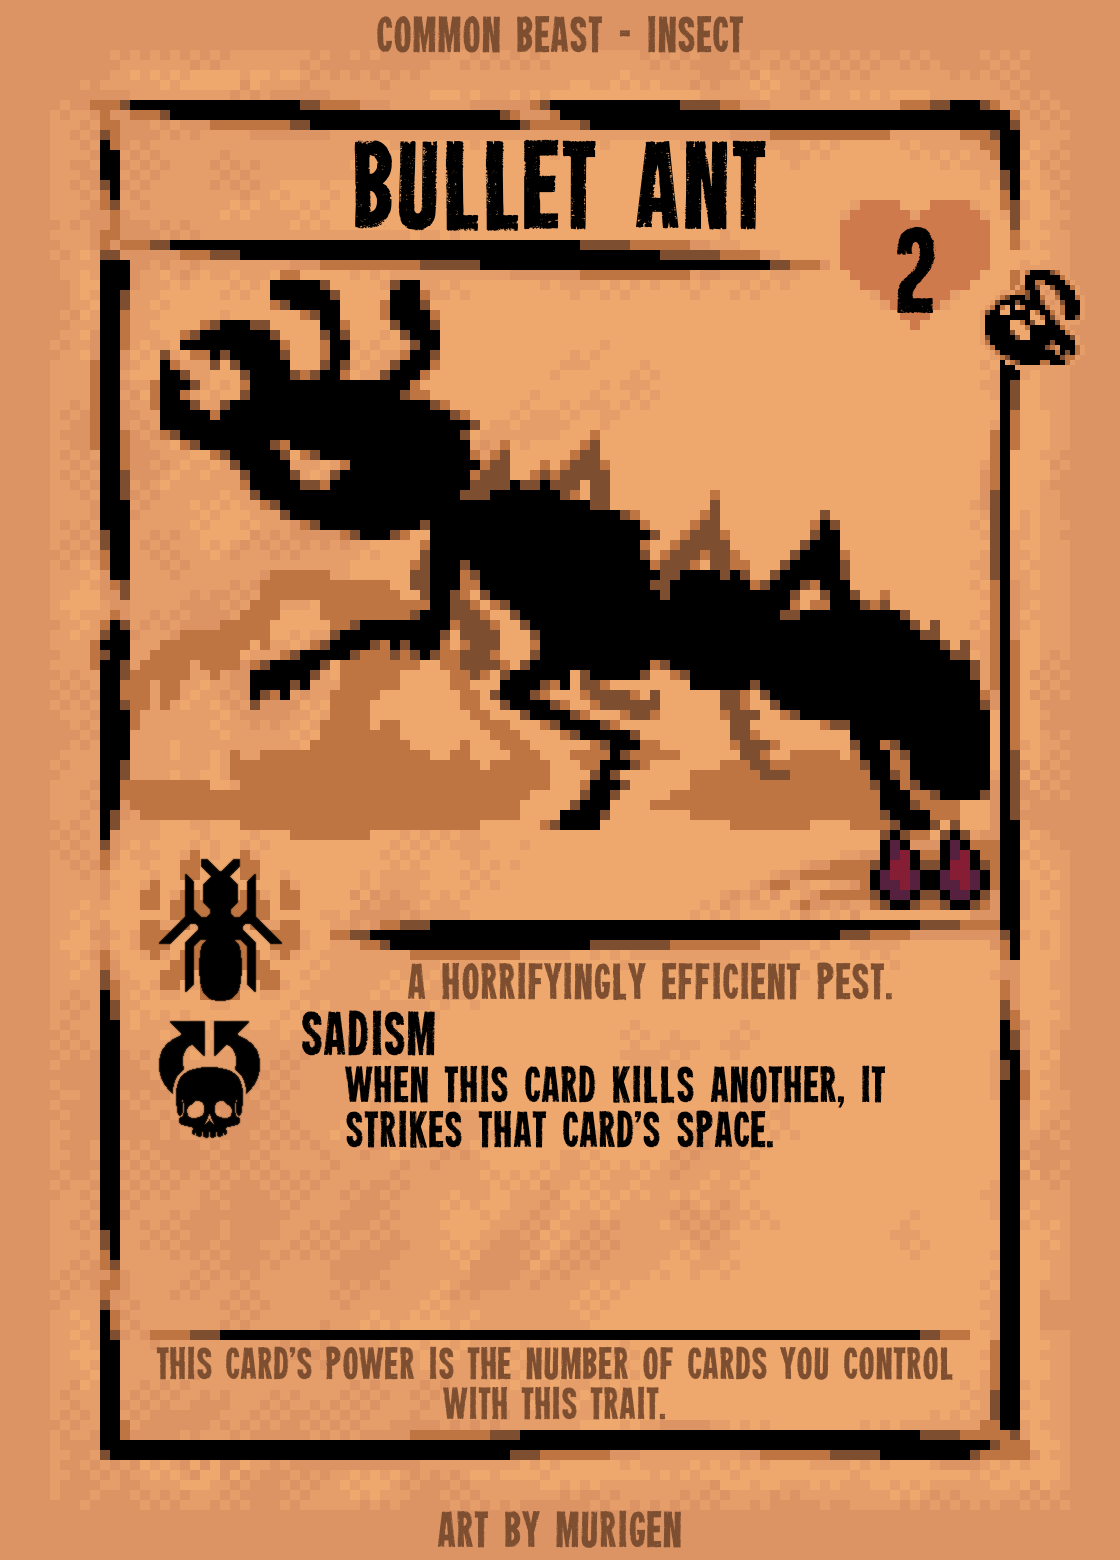 COMMON BEAST - INSECT
BULLET ANT
2
A HORRIFYINGLY EFFICIENT PEST.
SADISM
WHEN THIS CARD KILLS ANOTHER, IT
STRIKES THAT CARD'S SPACE.
THIS CARD'S POWER IS THE NUMBER OF CARDS YOU CONTROL
WITH THIS TRAIT.
ART BY MURIGEN